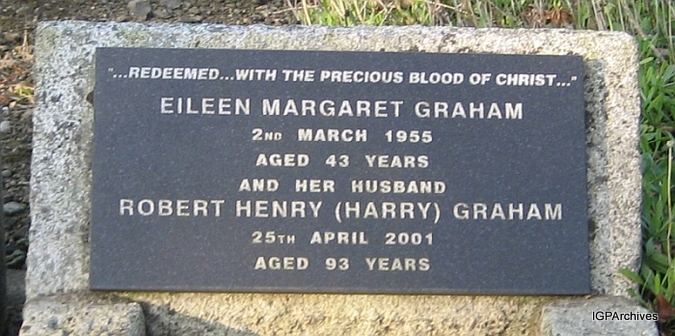 "...REDEEMED...WITH THE PRECIOUS BLOOD OF CHRIST..."
EILEEN MARGARET GRAHAM
2ND MARCH 1955
AGED 43 YEARS
AND HER HUSBAND
ROBERT HENRY (HARRY) GRAHAM
25TH APRIL 2001
AGED 93 YEARS
IGPArchives